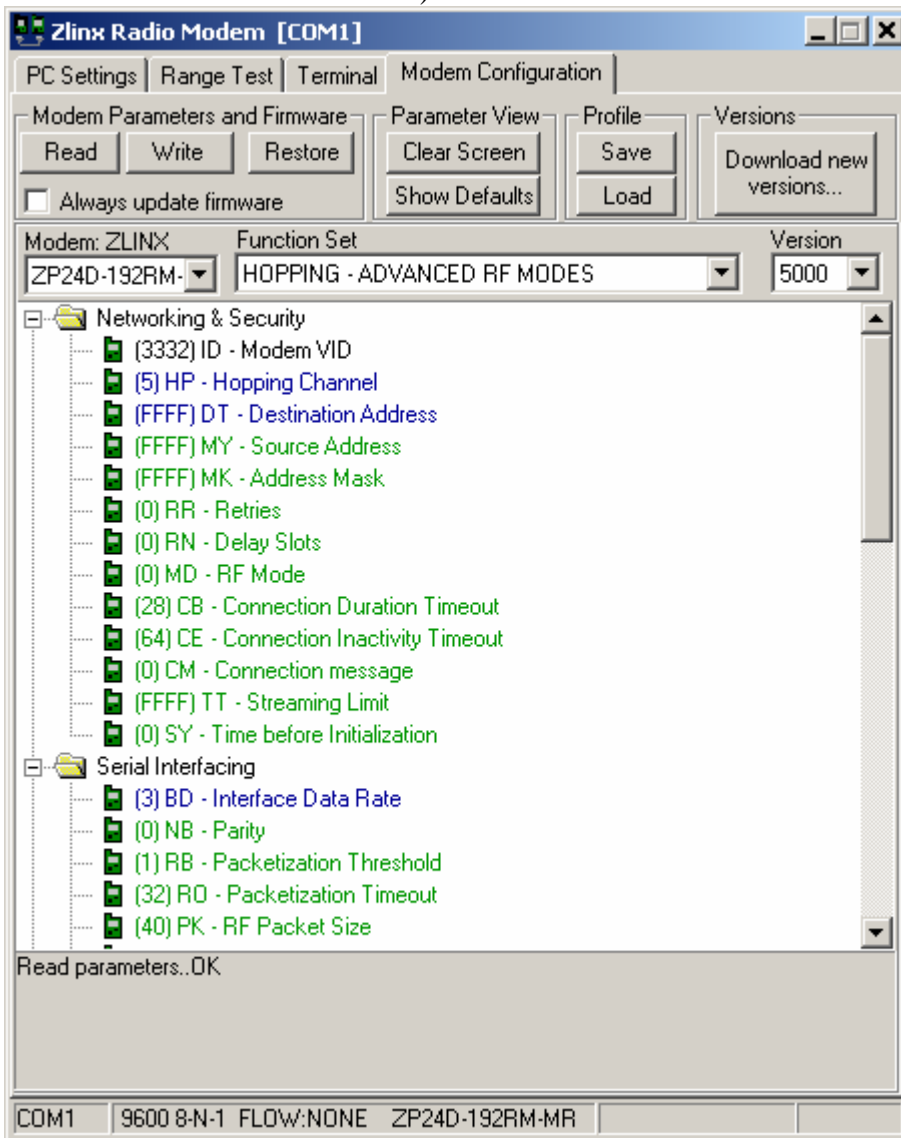 Zlinx Radio Modem [COM1]
PC Settings Range Test Terminal Modem Configuration
Modem Parameters and Firmware Parameter View Profile Versions
Read Write Restore Clear Screen Save Download new versions...
Always update firmware Show Defaults Load
Modem: ZLINX Function Set Version
ZP24D-192RM- HOPPING - ADVANCED RF MODES 5000
Networking & Security
(3332) ID - Modem VID
(5) HP - Hopping Channel
(FFFF) DT - Destination Address
(FFFF) MY - Source Address
(FFFF) MK - Address Mask
(0) RR - Retries
(0) RN - Delay Slots
(0) MD - RF Mode
(28) CB - Connection Duration Timeout
(64) CE - Connection Inactivity Timeout
(0) CM - Connection message
(FFFF) TT - Streaming Limit
(0) SY - Time before Initialization
Serial Interfacing
(3) BD - Interface Data Rate
(0) NB - Parity
(1) RB - Packetization Threshold
(32) RO - Packetization Timeout
(40) PK - RF Packet Size
Read parameters..OK
COM1 9600 8-N-1 FLOW:NONE ZP24D-192RM-MR